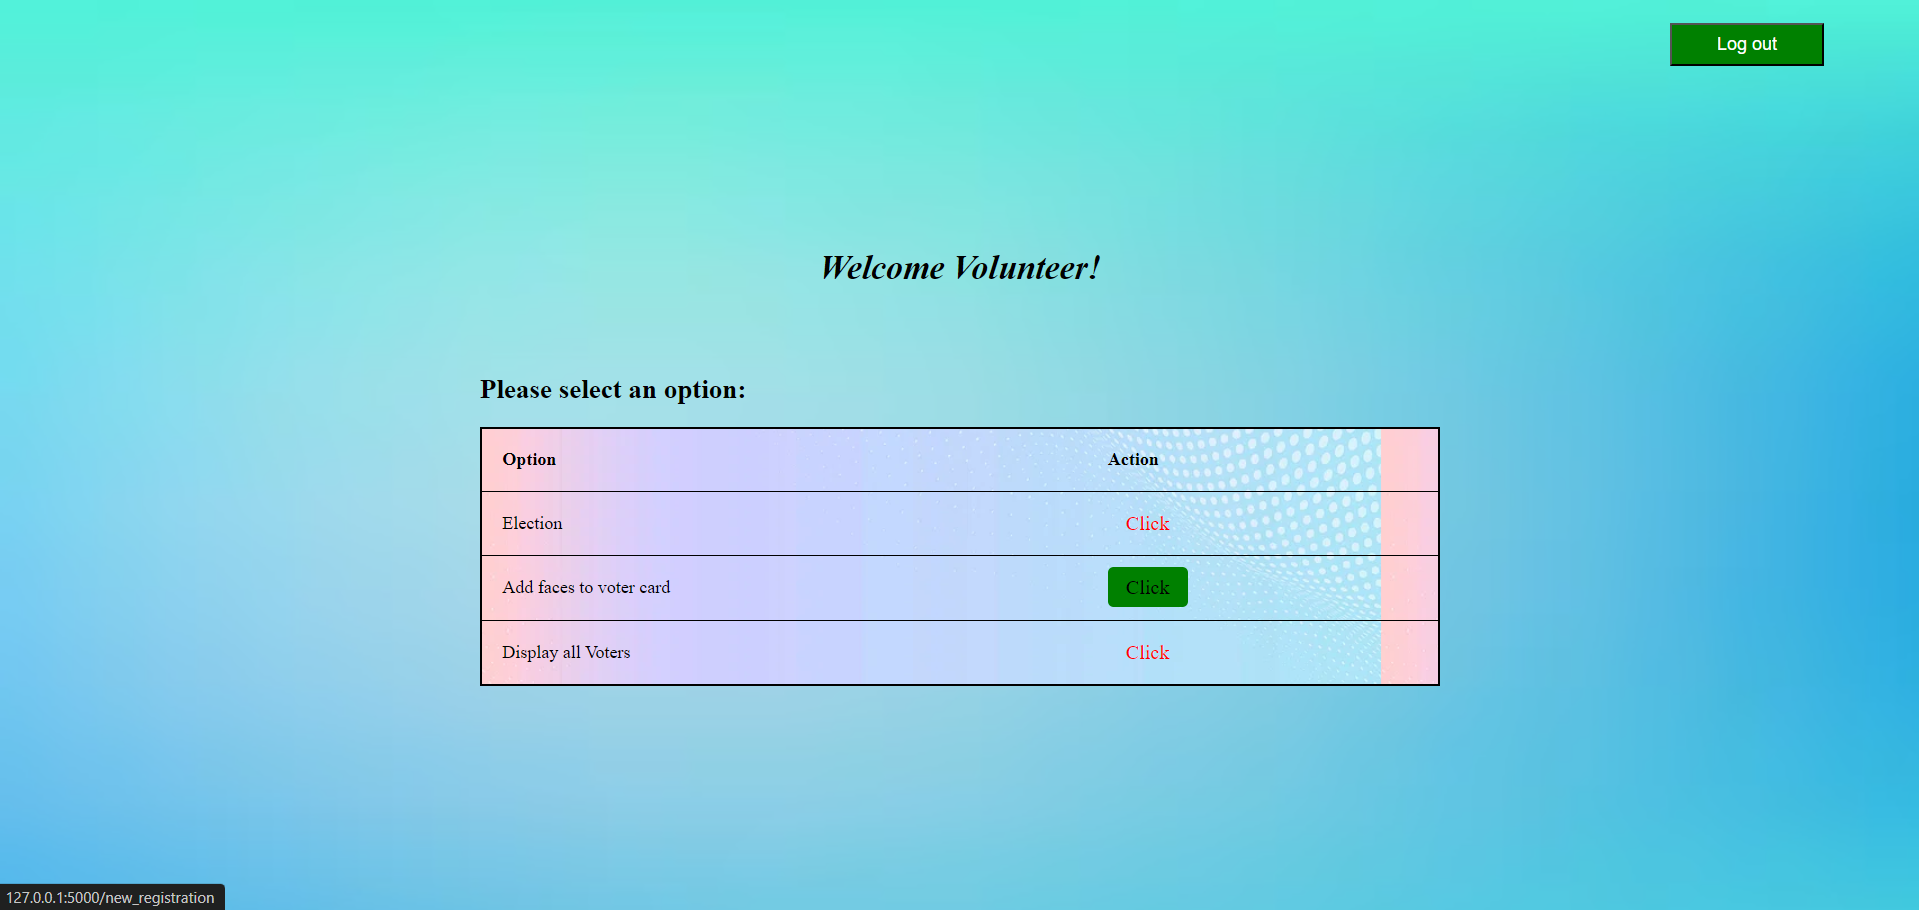 Log out
Welcome Volunteer!
Please select an option:
Option Action
Election Click
Add faces to voter card Click
Display all Voters Click
127.0.0.1:5000/new_registration